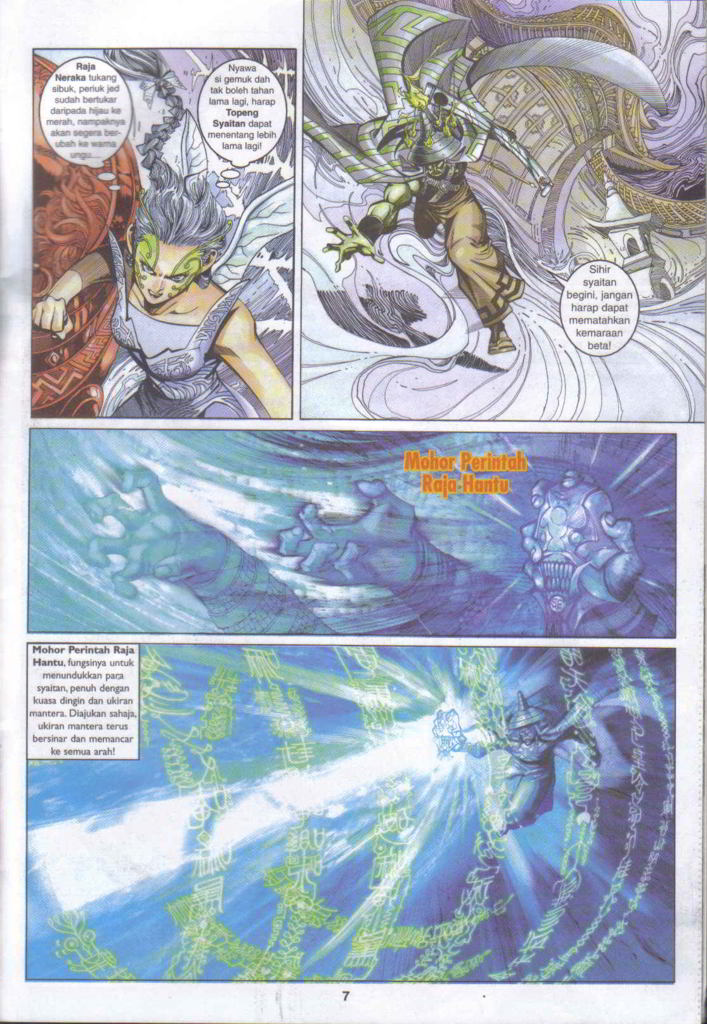 Raja
Neraka tukang
sibuk, periuk jed
sudah bertukar
daripada hijau ke
merah, nampaknya
akan segera ber-
ubah ke warna
ungu....
Nyawa
si gemuk dah
tak boleh tahan
lama lagi, harap
Topeng
Syaitan dapat
menentang lebih
lama lagi!
Sihir
syaitan
begini, jangan
harap dapat
mematahkan
kemaraan
beta!
Mohor Perintah
Raja Hantu
Mohor Perintah Raja
Hantu, fungsinya untuk
menundukkan para
syaitan, penuh dengan
kuasa dingin dan ukiran
mantera. Diajukan sahaja,
ukiran mantera terus
bersinar dan memancar
ke semua arah!
7